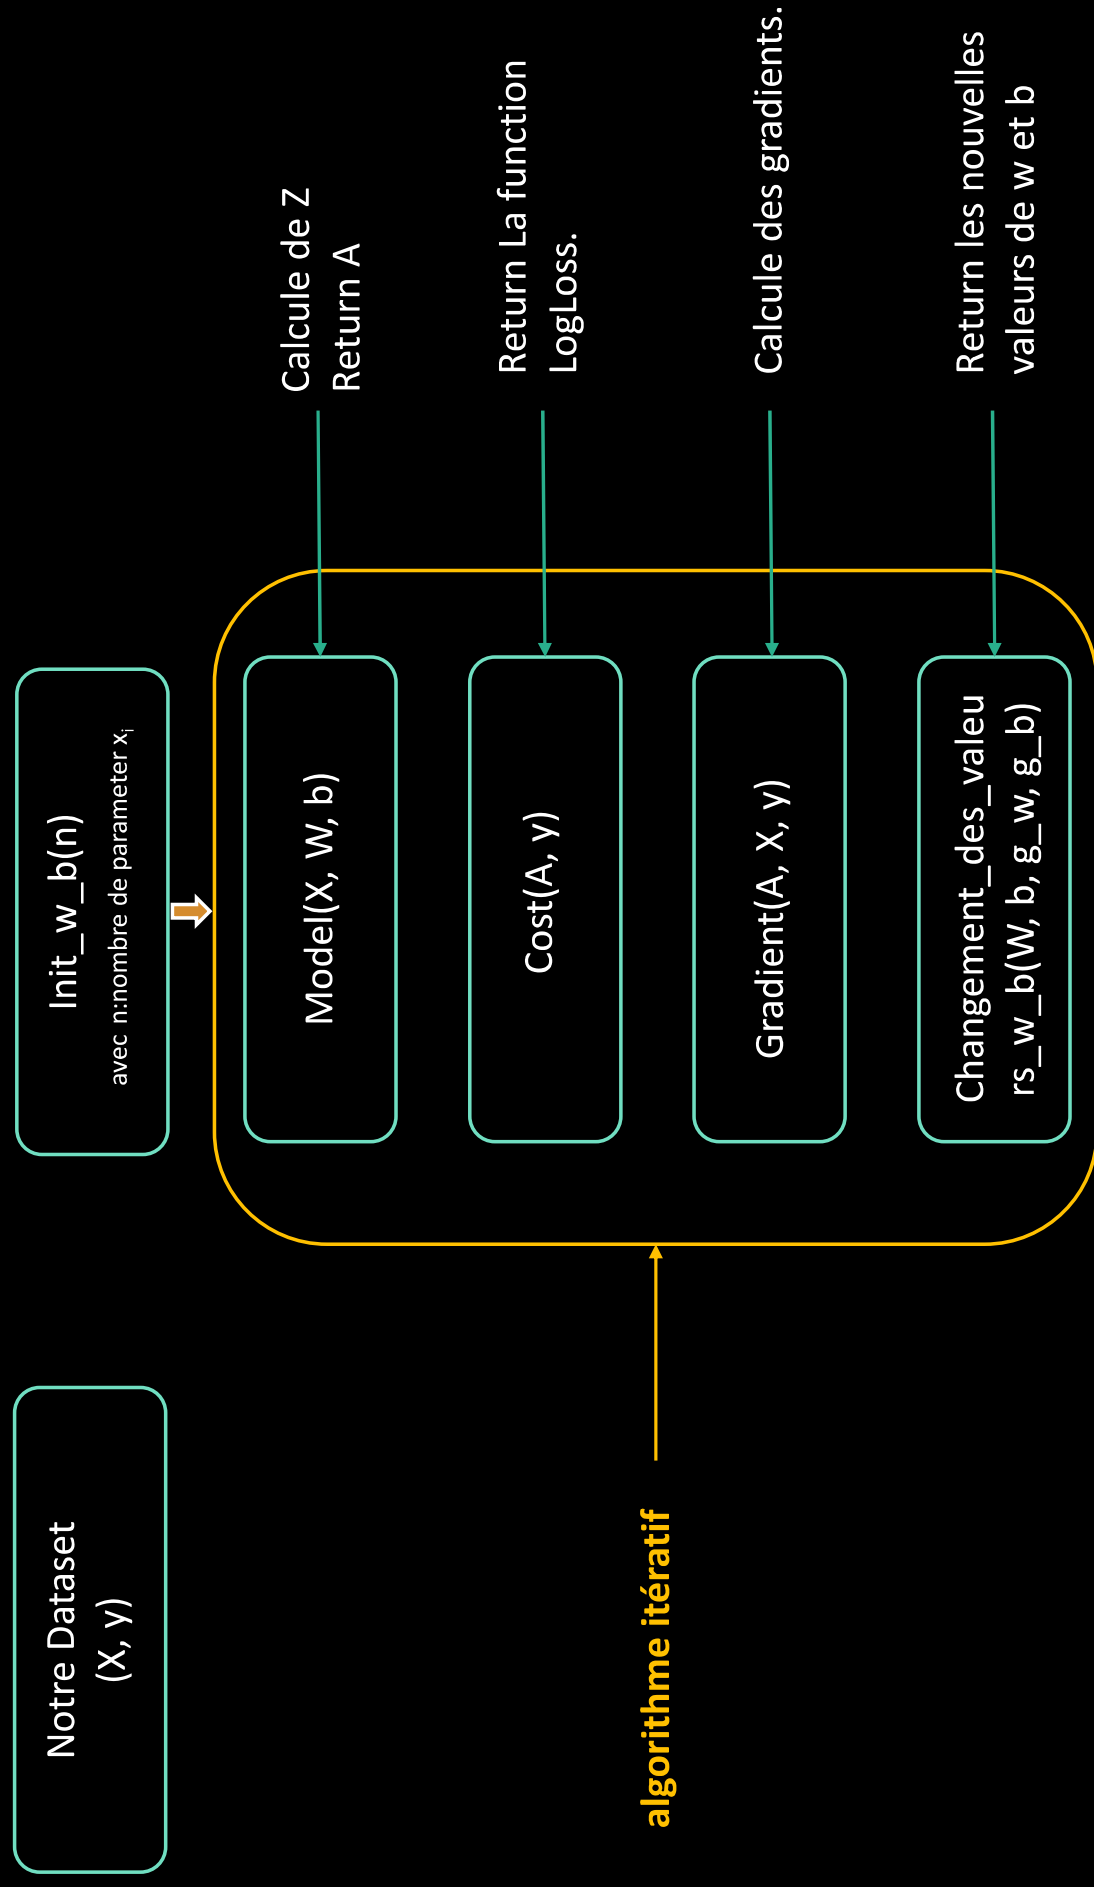 Notre Dataset
(X, y)
Init_w_b(n)
avec n:nombre de parameter xᵢ
algorithme itératif
Model(X, W, b)
Calcule de Z
Return A
Cost(A, y)
Return La function
LogLoss.
Gradient(A, X, y)
Calcule des gradients.
Changement_des_valeu
rs_w_b(W, b, g_w, g_b)
Return les nouvelles
valeurs de w et b